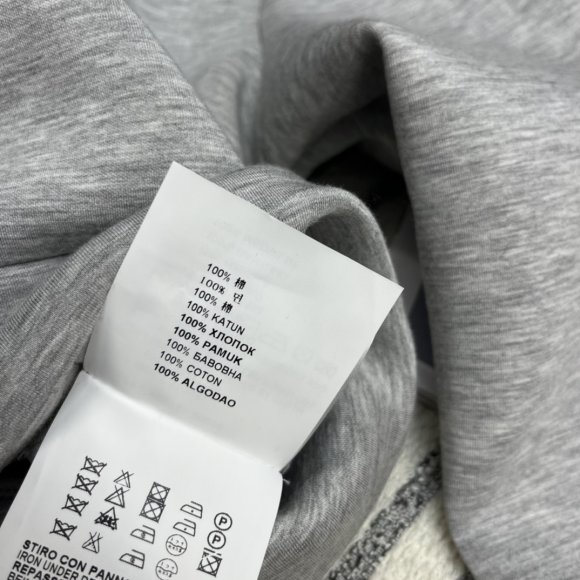 100% 棉
100% 면
100% 棉
100% KATUN
100% ХЛОПОК
100% PAMUK
100% БАВОВНА
100% COTON
100% ALGODAO
P
P
P
STIRO CON PANN
IRON UNDER DE
REPASS